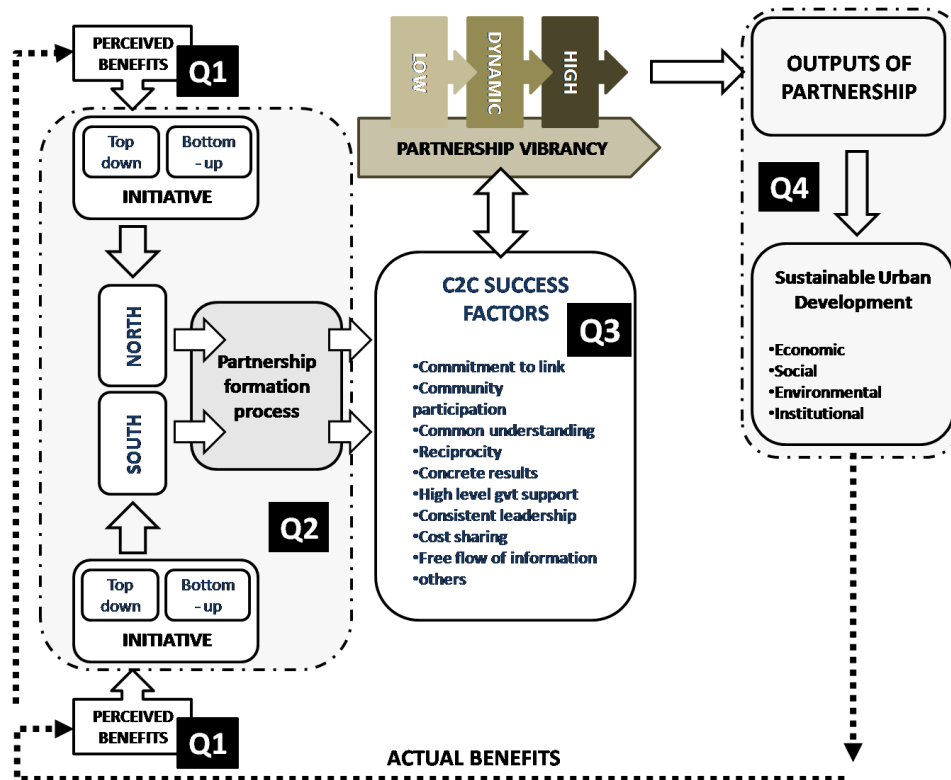 PERCEIVED
BENEFITS
Q1
Top
down
Bottom
- up
INITIATIVE
NORTH
SOUTH
Partnership
formation
process
Q2
Top
down
Bottom
- up
INITIATIVE
PERCEIVED
BENEFITS
Q1
LOW
DYNAMIC
HIGH
PARTNERSHIP VIBRANCY
C2C SUCCESS
FACTORS
Q3
•Commitment to link
•Community
participation
•Common understanding
•Reciprocity
•Concrete results
•High level gvt support
•Consistent leadership
•Cost sharing
•Free flow of information
•others
OUTPUTS OF
PARTNERSHIP
Q4
Sustainable Urban
Development
•Economic
•Social
•Environmental
•Institutional
ACTUAL BENEFITS